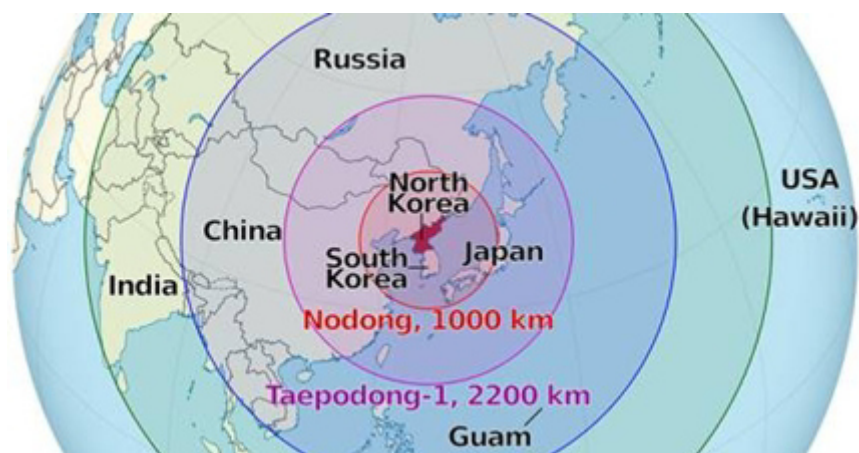 Russia
North
Korea
USA
(Hawaii)
China
South
Korea
Japan
India
Nodong, 1000 km
Taepodong-1, 2200 km
Guam